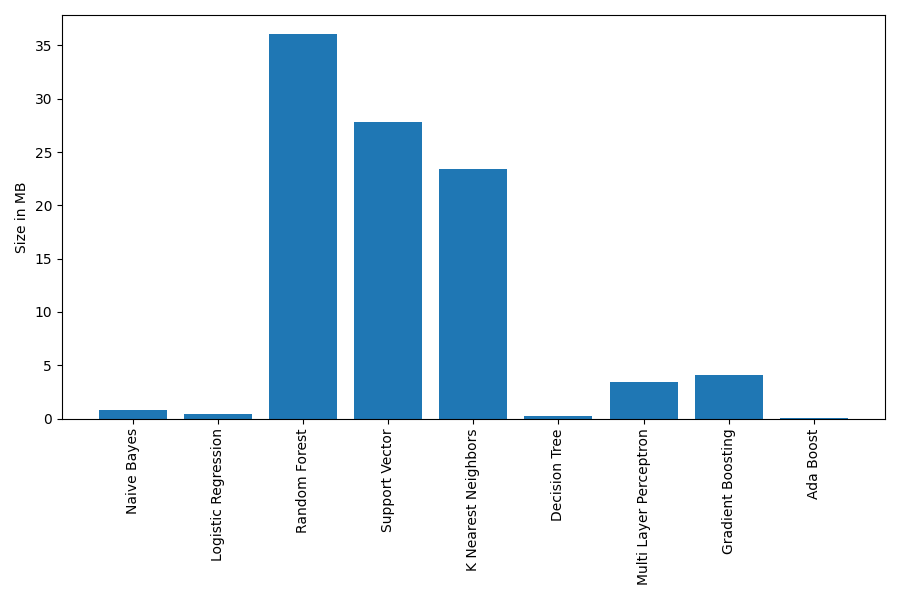 Size in MB
35
30
25
20
15
10
5
0
Naive Bayes
Logistic Regression
Random Forest
Support Vector
K Nearest Neighbors
Decision Tree
Multi Layer Perceptron
Gradient Boosting
Ada Boost